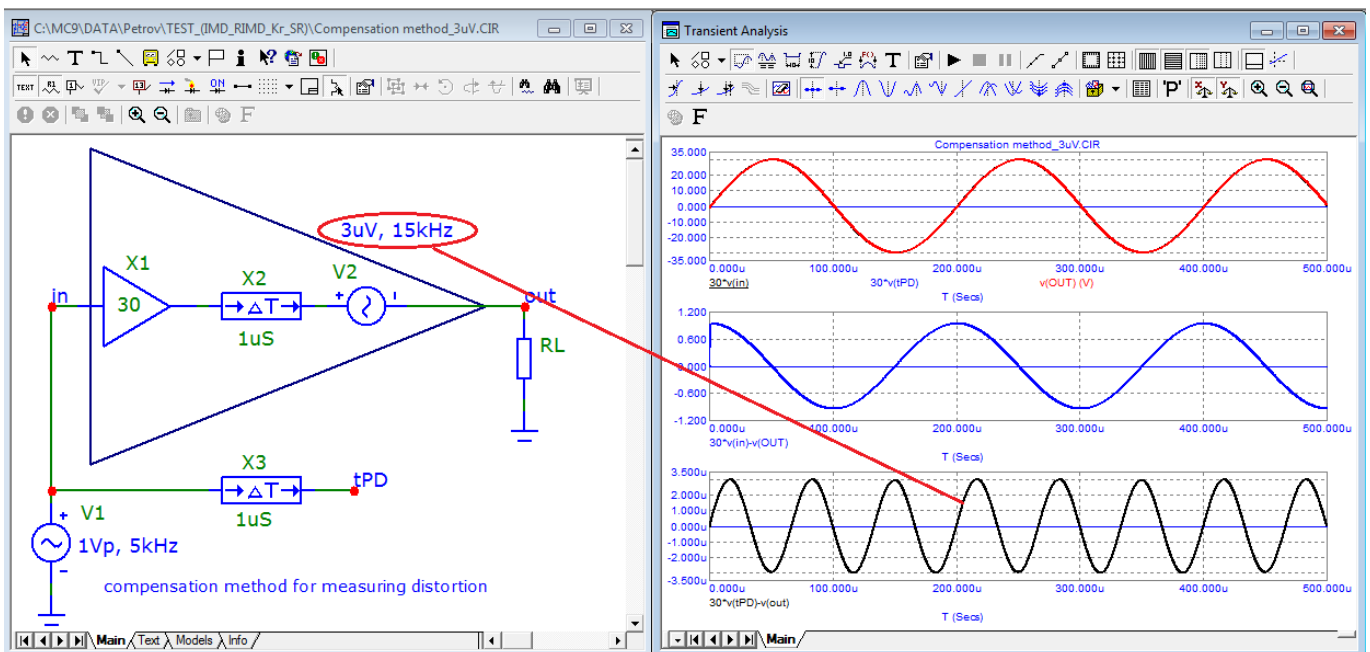 C:\MC9\DATA\Petrov\TEST_(IMD_RIMD_Kr_SR)\Compensation method_3uV.CIR
TEXT
ON
F
3uV, 15kHz
X1
X2
V2
in
30
out
1uS
RL
X3
tPD
1uS
V1
1Vp, 5kHz
compensation method for measuring distortion
Main
Text
Models
Info
Transient Analysis
T
'P'
F
Compensation method_3uV.CIR
35.000
20.000
10.000
0.000
-10.000
-20.000
-35.000
0.000u 100.000u 200.000u 300.000u 400.000u 500.000u
30*v(in) 30*v(tPD) v(OUT) (V)
T (Secs)
1.200
0.600
0.000
-0.600
-1.200
0.000u 100.000u 200.000u 300.000u 400.000u 500.000u
30*v(in)-v(OUT)
T (Secs)
3.500u
2.000u
1.000u
0.000u
-1.000u
-2.000u
-3.500u
0.000u 100.000u 200.000u 300.000u 400.000u 500.000u
30*v(tPD)-v(out)
T (Secs)
Main